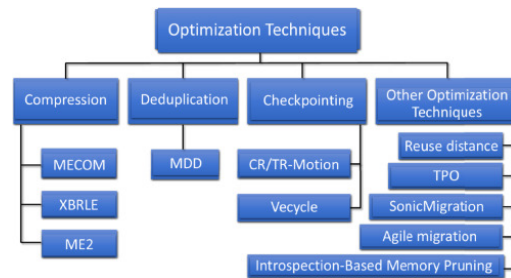 Optimization Techniques
Compression
Deduplication
Checkpointing
Other Optimization
Techniques
MECOM
XBRLE
ME2
MDD
CR/TR-Motion
Vecycle
Reuse distance
TPO
SonicMigration
Agile migration
Introspection-Based Memory Pruning